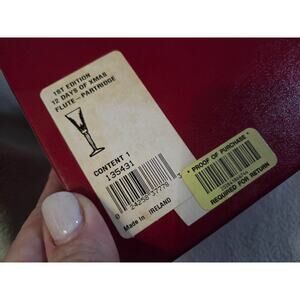 1ST EDITION
12 DAYS OF XMAS
FLUTE—PARTRIDGE
CONTENT 1
135431
Made in IRELAND
* PROOF OF PURCHASE *
REQUIRED FOR RETURN